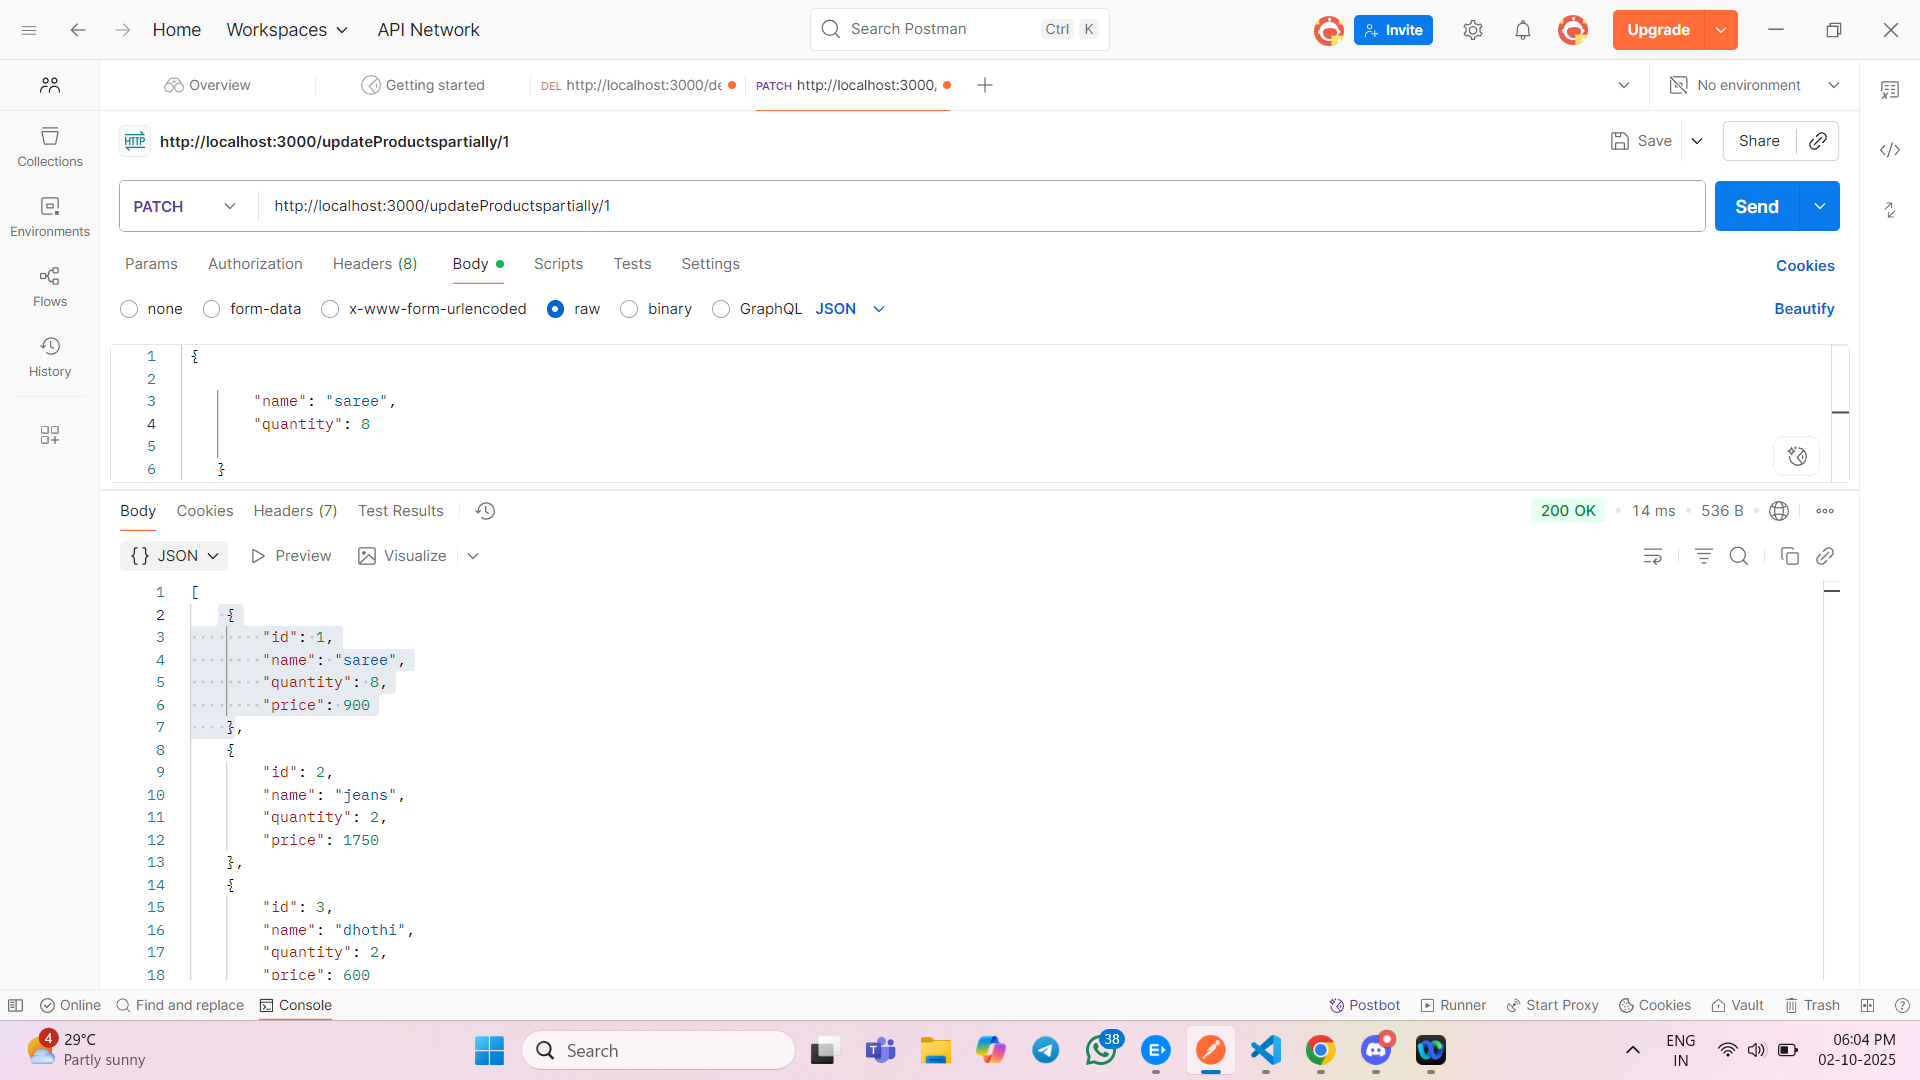 Home Workspaces API Network Search Postman Ctrl K Invite Upgrade
Overview Getting started DEL http://localhost:3000/de PATCH http://localhost:3000, No environment
HTTP http://localhost:3000/updateProductspartially/1 Save Share
PATCH http://localhost:3000/updateProductspartially/1 Send
Collections
Environments
Flows
History
Params Authorization Headers (8) Body Scripts Tests Settings Cookies
none form-data x-www-form-urlencoded raw binary GraphQL JSON Beautify
1 {
2
3 "name": "saree",
4 "quantity": 8
5
6 }
Body Cookies Headers (7) Test Results 200 OK 14 ms 536 B
{} JSON Preview Visualize
1 [
2 {
3 "id": 1,
4 "name": "saree",
5 "quantity": 8,
6 "price": 900
7 },
8 {
9 "id": 2,
10 "name": "jeans",
11 "quantity": 2,
12 "price": 1750
13 },
14 {
15 "id": 3,
16 "name": "dhothi",
17 "quantity": 2,
18 "price": 600
Online Find and replace Console Postbot Runner Start Proxy Cookies Vault Trash
4 29°C
Partly sunny
Search
38
ENG
IN
06:04 PM
02-10-2025